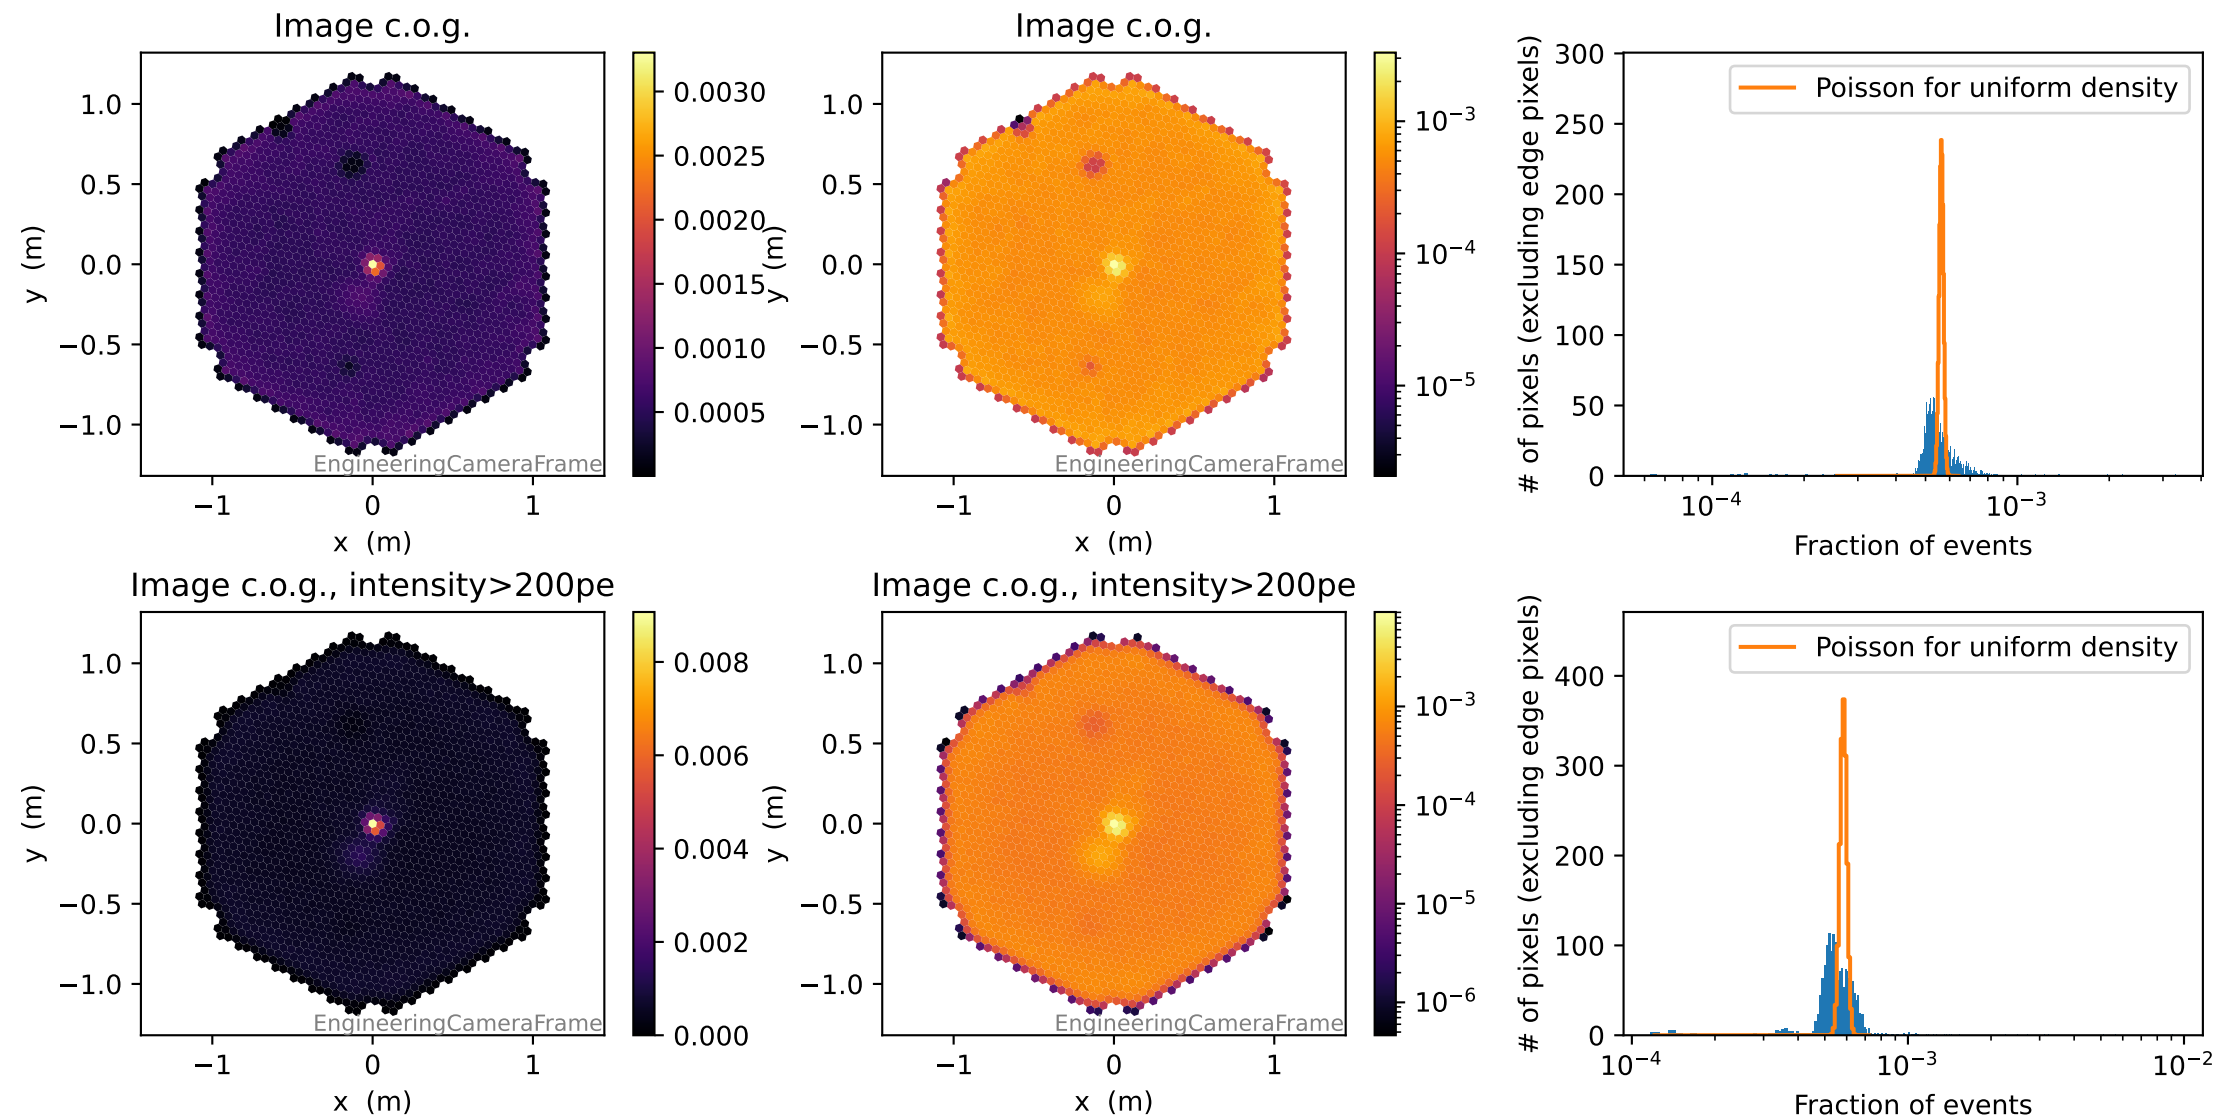 Image c.o.g.
1.0
0.5
0.0
−0.5
−1.0
y (m)
−1 0 1
x (m)
EngineeringCameraFrame
0.0030
0.0025
0.0020
0.0015
0.0010
0.0005
Image c.o.g.
1.0
0.5
0.0
−0.5
−1.0
y (m)
−1 0 1
x (m)
EngineeringCameraFrame
10⁻³
10⁻⁴
10⁻⁵
Poisson for uniform density
300
250
200
150
100
50
0
# of pixels (excluding edge pixels)
10⁻⁴ 10⁻³
Fraction of events
Image c.o.g., intensity>200pe
1.0
0.5
0.0
−0.5
−1.0
y (m)
−1 0 1
x (m)
EngineeringCameraFrame
0.008
0.006
0.004
0.002
0.000
Image c.o.g., intensity>200pe
1.0
0.5
0.0
−0.5
−1.0
y (m)
−1 0 1
x (m)
EngineeringCameraFrame
10⁻³
10⁻⁴
10⁻⁵
10⁻⁶
Poisson for uniform density
400
300
200
100
0
# of pixels (excluding edge pixels)
10⁻⁴ 10⁻³ 10⁻²
Fraction of events